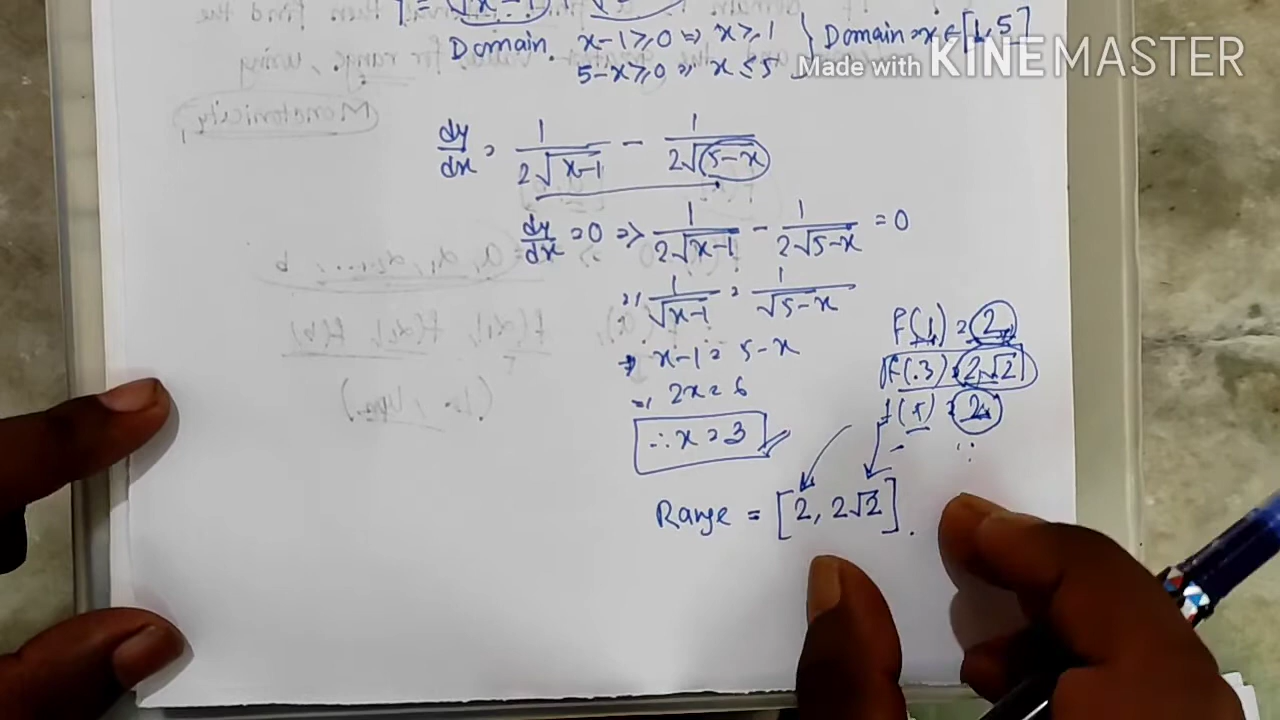 Made with KINEMASTER
Domain. x-1⩾0 ⇒ x⩾1 } Domain ⇒ x ∈ [1,5]
5-x⩾0 ⇒ x ≤ 5
dy/dx = 1/(2√(x-1)) - 1/(2√(5-x))
dy/dx = 0 => 1/(2√(x-1)) - 1/(2√(5-x)) = 0
⇒ 1/√(x-1) = 1/√(5-x)
⇒ x-1 = 5-x
⇒ 2x = 6
∴ x = 3
f(1) = 2
f(3) = 2√2
f(5) = 2
Range = [2, 2√2].